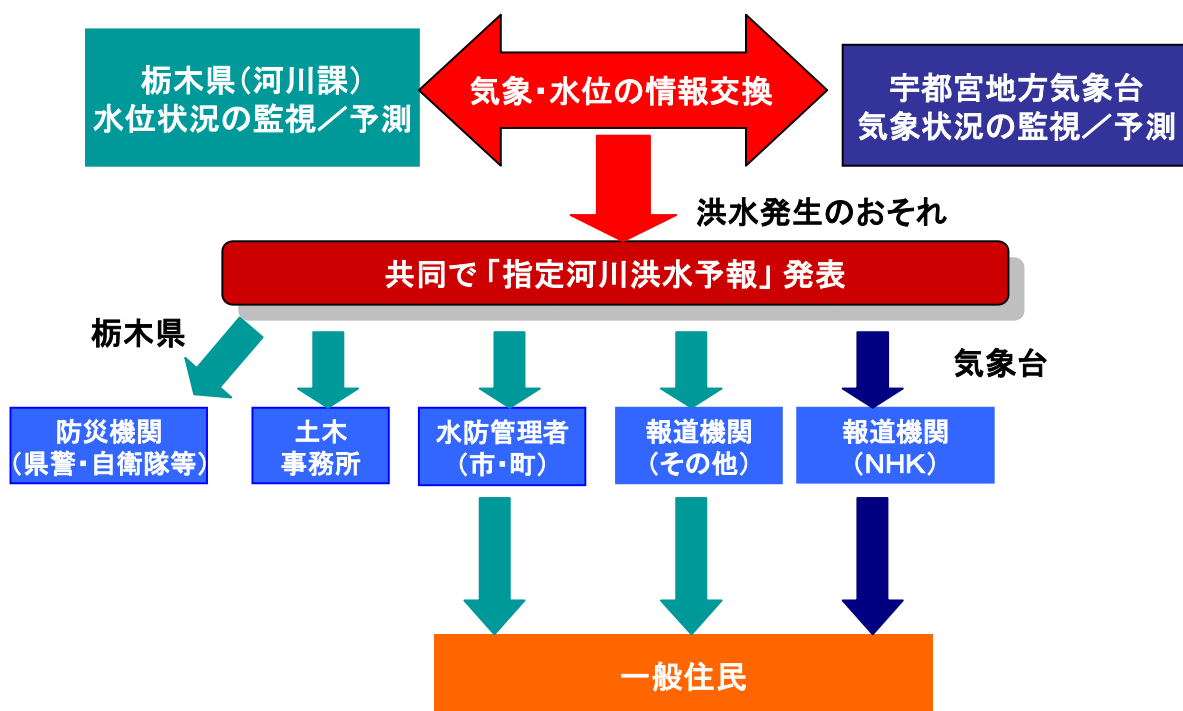 栃木県（河川課）
水位状況の監視／予測
気象・水位の情報交換
宇都宮地方気象台
気象状況の監視／予測
洪水発生のおそれ
共同で「指定河川洪水予報」発表
栃木県
気象台
防災機関
（県警・自衛隊等）
土木
事務所
水防管理者
（市・町）
報道機関
（その他）
報道機関
（NHK）
一般住民